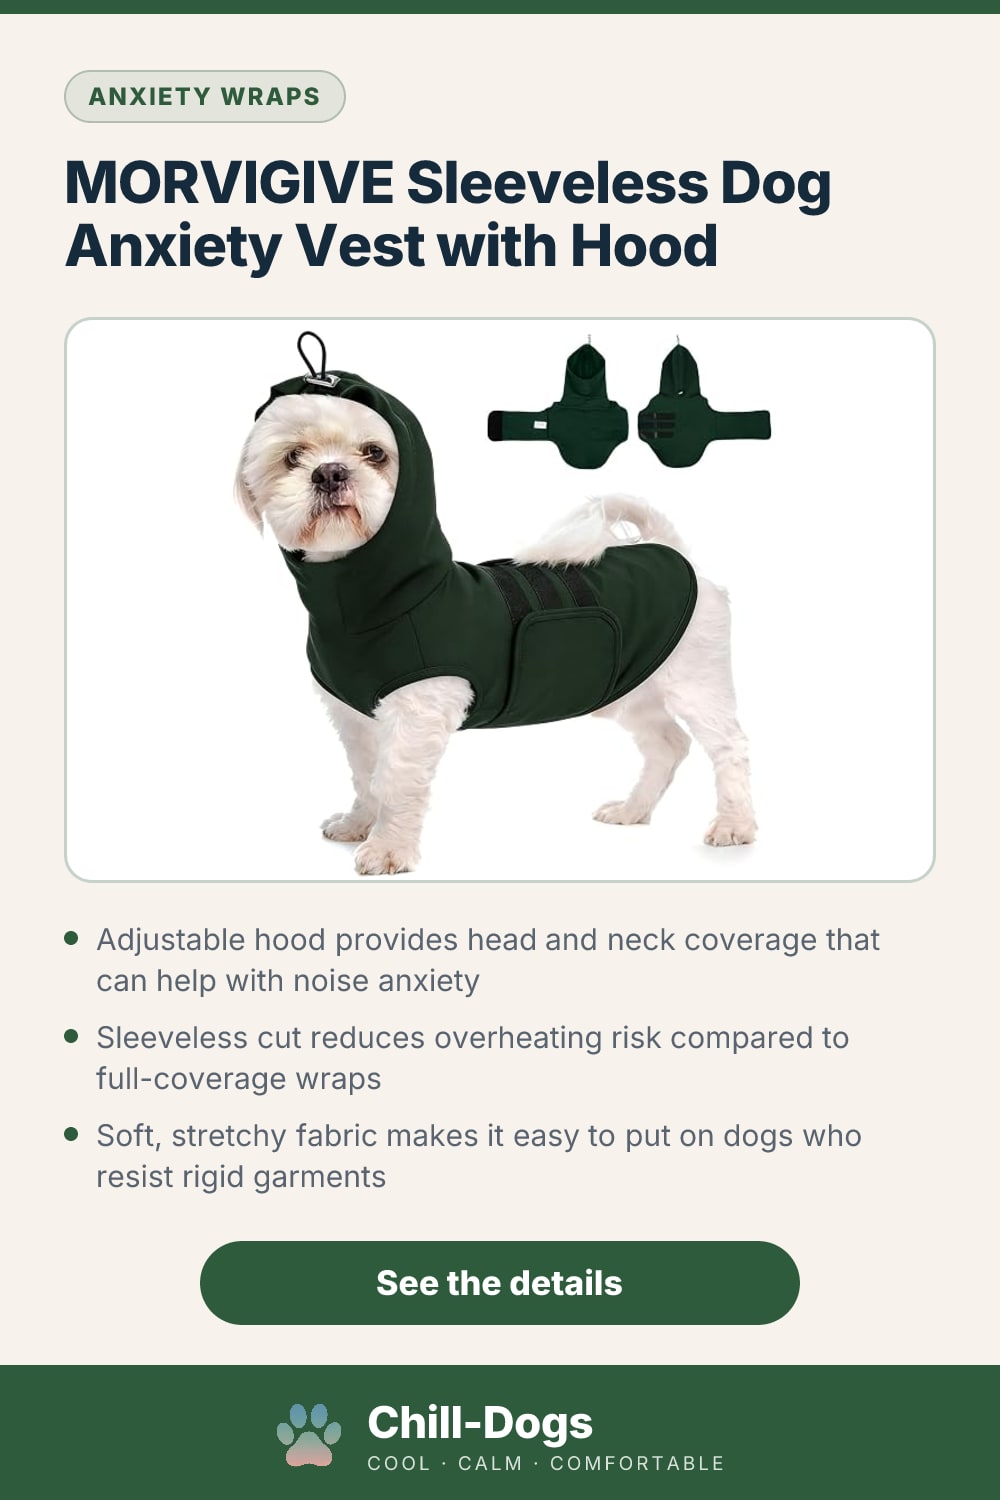 ANXIETY WRAPS
MORVIGIVE Sleeveless Dog
Anxiety Vest with Hood
Adjustable hood provides head and neck coverage that
can help with noise anxiety
Sleeveless cut reduces overheating risk compared to
full-coverage wraps
Soft, stretchy fabric makes it easy to put on dogs who
resist rigid garments
See the details
Chill-Dogs
COOL · CALM · COMFORTABLE